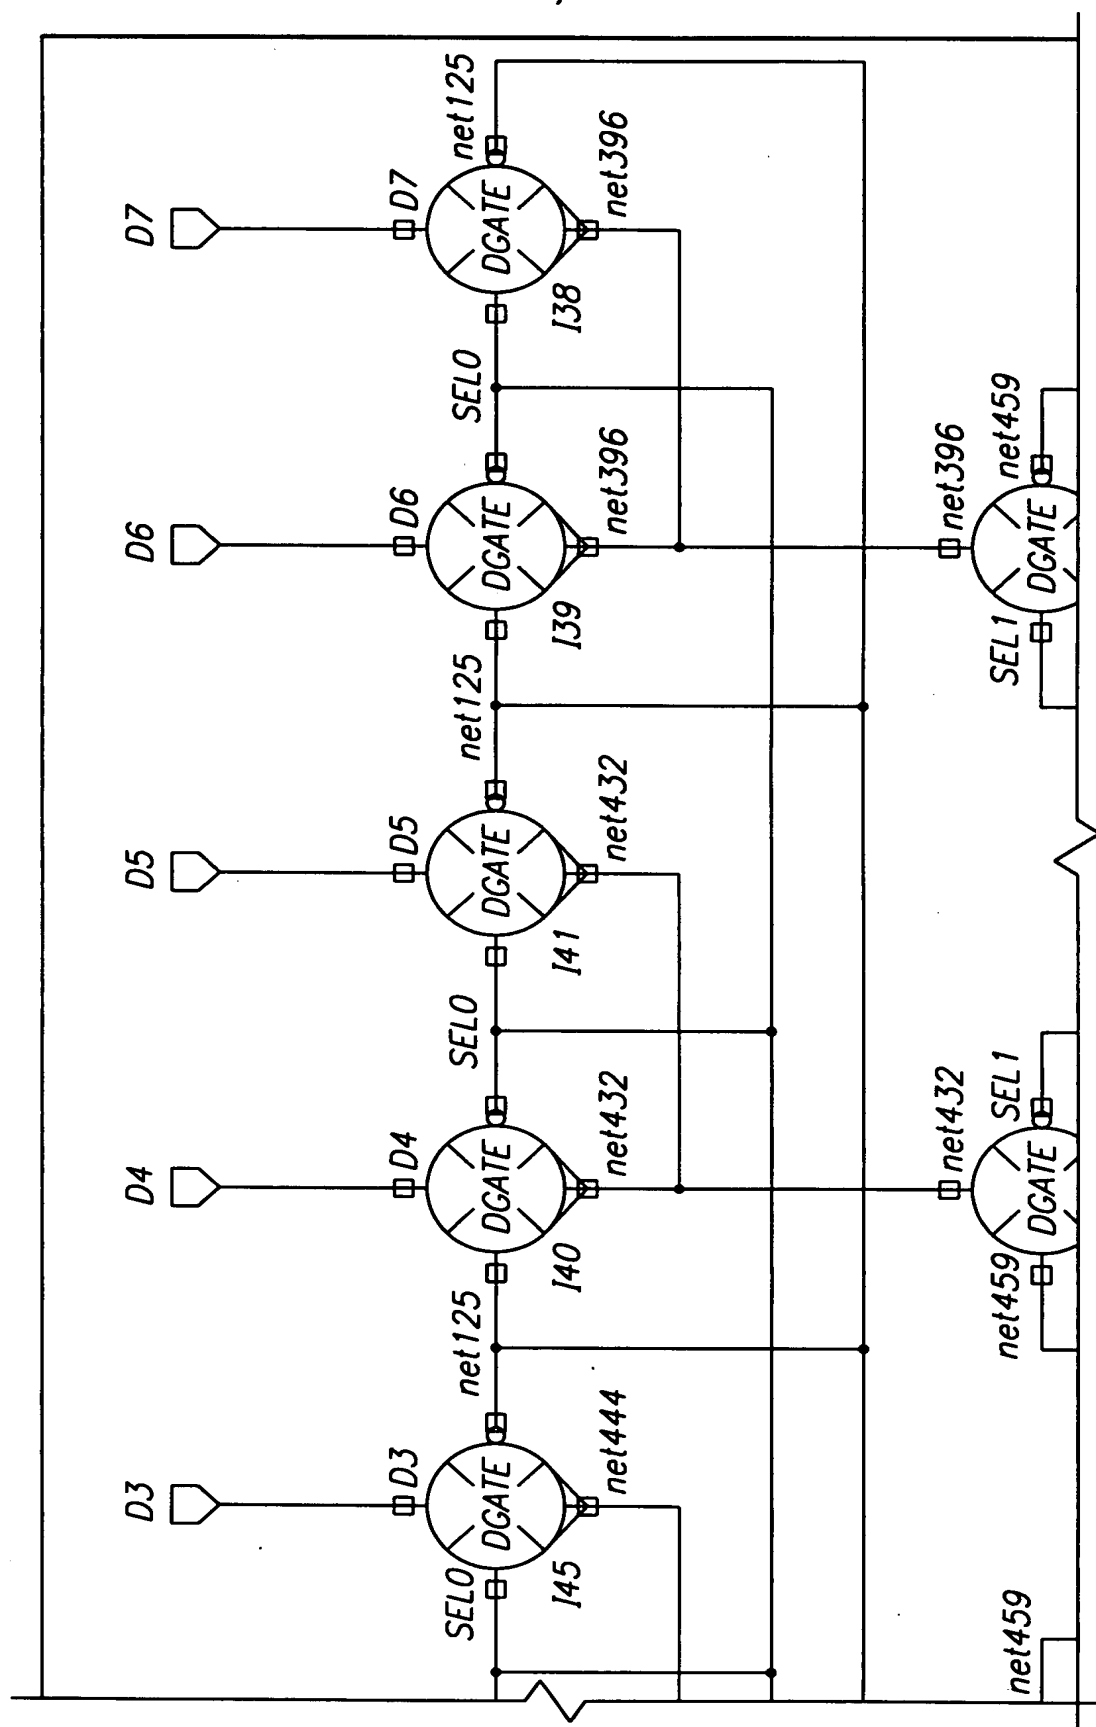 D7
D6
D5
D4
D3
D7
D6
D5
D4
D3
net125
DGATE
SEL0
DGATE
net125
DGATE
SEL0
DGATE
net125
DGATE
SEL0
I38
I39
I41
I40
I45
net396
net396
net432
net432
net444
net396
net432
net459
DGATE
SEL1
SEL1
DGATE
net459
net459